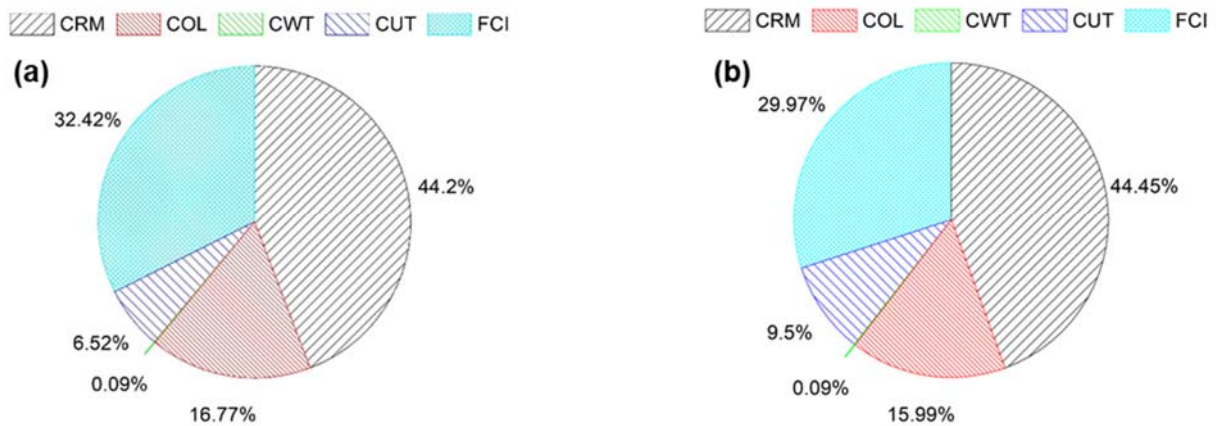 CRM COL CWT CUT FCI
(a)
32.42%
44.2%
6.52%
0.09%
16.77%
CRM COL CWT CUT FCI
(b)
29.97%
44.45%
9.5%
0.09%
15.99%